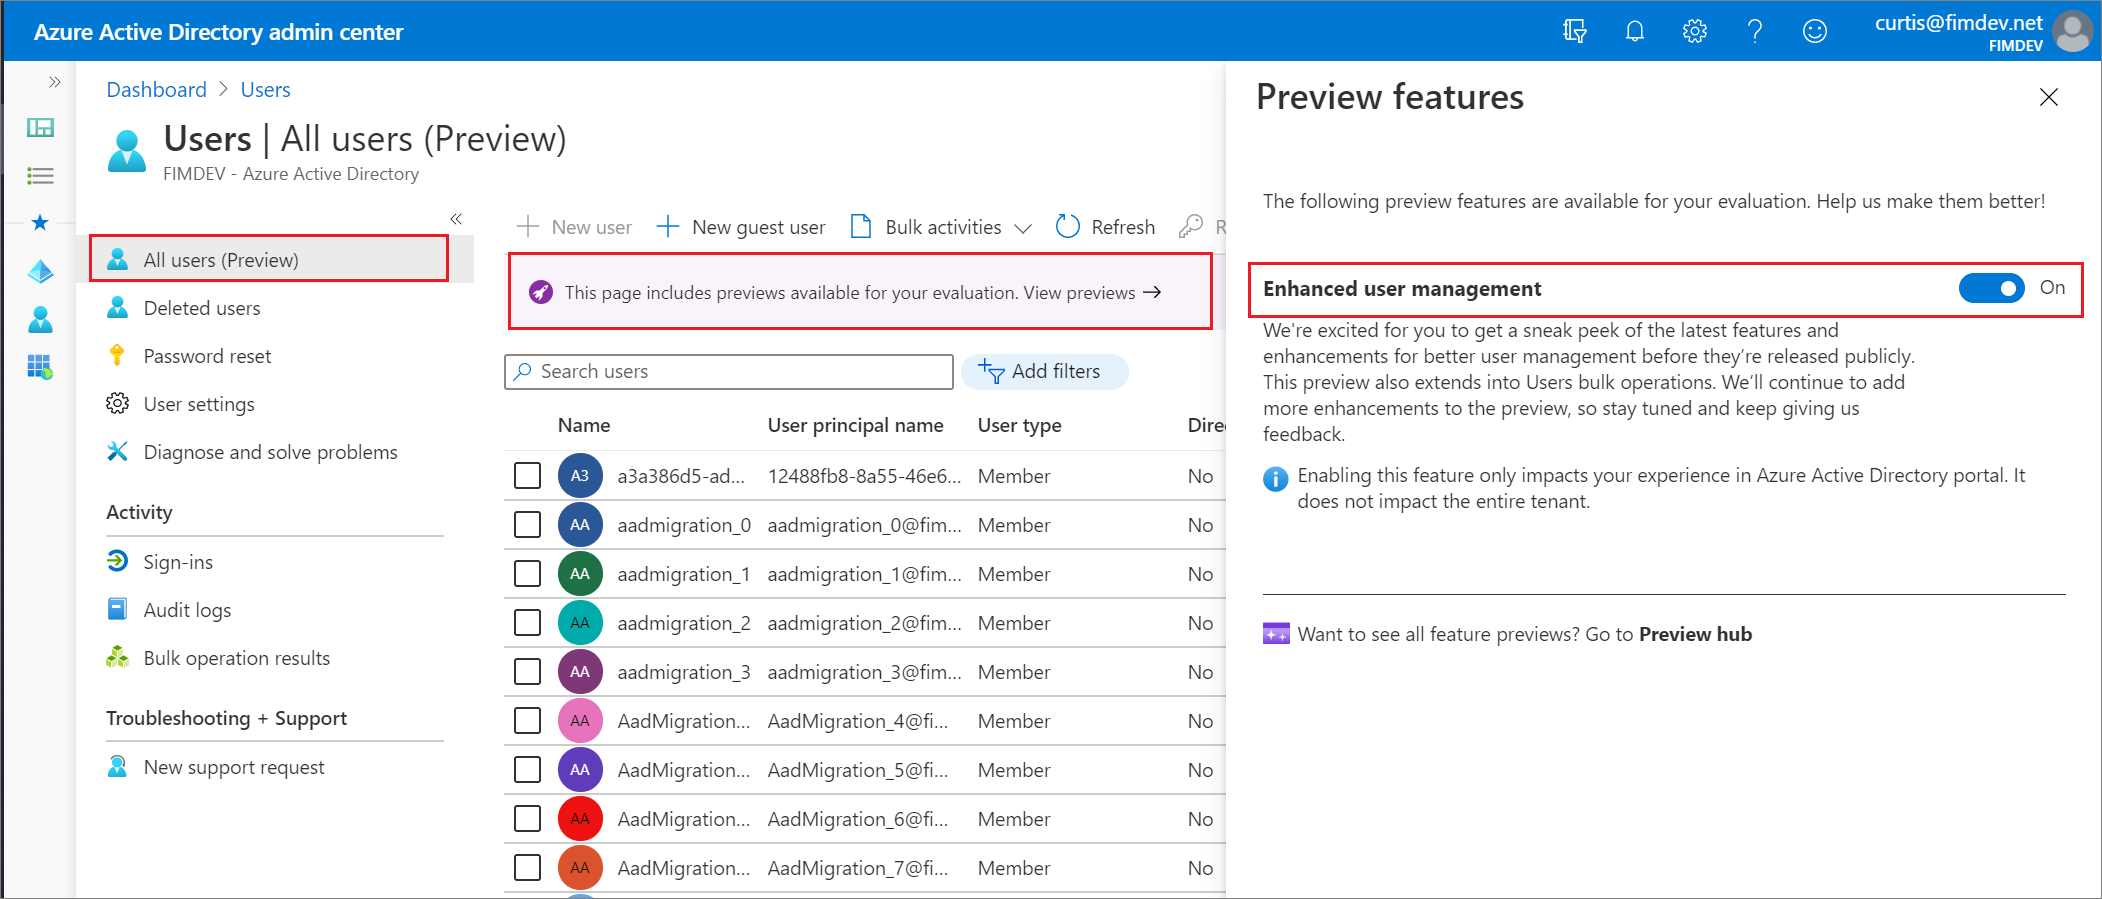 Azure Active Directory admin center
curtis@fimdev.net
FIMDEV
Dashboard > Users
Users | All users (Preview)
FIMDEV - Azure Active Directory
All users (Preview)
Deleted users
Password reset
User settings
Diagnose and solve problems
Activity
Sign-ins
Audit logs
Bulk operation results
Troubleshooting + Support
New support request
New user
New guest user
Bulk activities
Refresh
R
This page includes previews available for your evaluation. View previews →
Search users
Add filters
Name User principal name User type Dire
A3 a3a386d5-ad... 12488fb8-8a55-46e6... Member No
AA aadmigration_0 aadmigration_0@fim... Member No
AA aadmigration_1 aadmigration_1@fim... Member No
AA aadmigration_2 aadmigration_2@fim... Member No
AA aadmigration_3 aadmigration_3@fim... Member No
AA AadMigration... AadMigration_4@fi... Member No
AA AadMigration... AadMigration_5@fi... Member No
AA AadMigration... AadMigration_6@fi... Member No
AA AadMigration... AadMigration_7@fi... Member No
Preview features
The following preview features are available for your evaluation. Help us make them better!
Enhanced user management On
We're excited for you to get a sneak peek of the latest features and
enhancements for better user management before they're released publicly.
This preview also extends into Users bulk operations. We'll continue to add
more enhancements to the preview, so stay tuned and keep giving us
feedback.
Enabling this feature only impacts your experience in Azure Active Directory portal. It
does not impact the entire tenant.
Want to see all feature previews? Go to Preview hub